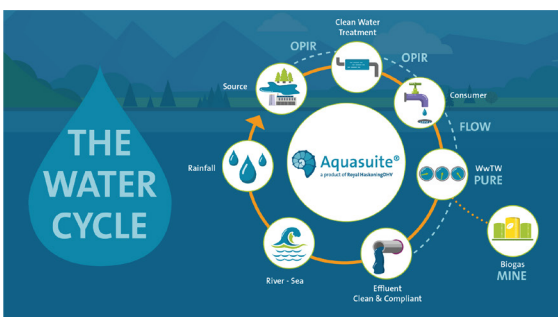 THE
WATER
CYCLE
Clean Water
Treatment
OPIR
OPIR
Source
Consumer
FLOW
Rainfall
Aquasuite®
a product of Royal HaskoningDHV
WwTW
PURE
Biogas
MINE
River - Sea
Effluent
Clean & Compliant